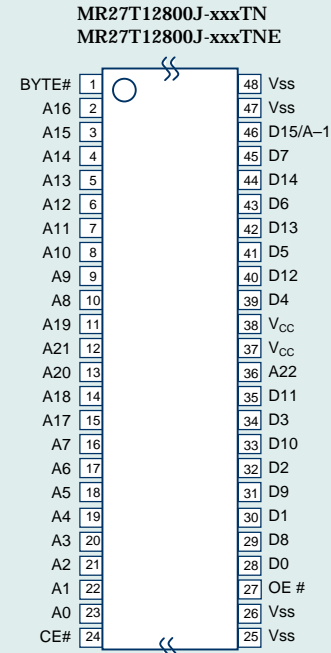 MR27T12800J-xxxTN
MR27T12800J-xxxTNE
BYTE# 1 48 Vss
A16 2 47 Vss
A15 3 46 D15/A–1
A14 4 45 D7
A13 5 44 D14
A12 6 43 D6
A11 7 42 D13
A10 8 41 D5
A9 9 40 D12
A8 10 39 D4
A19 11 38 VCC
A21 12 37 VCC
A20 13 36 A22
A18 14 35 D11
A17 15 34 D3
A7 16 33 D10
A6 17 32 D2
A5 18 31 D9
A4 19 30 D1
A3 20 29 D8
A2 21 28 D0
A1 22 27 OE #
A0 23 26 Vss
CE# 24 25 Vss